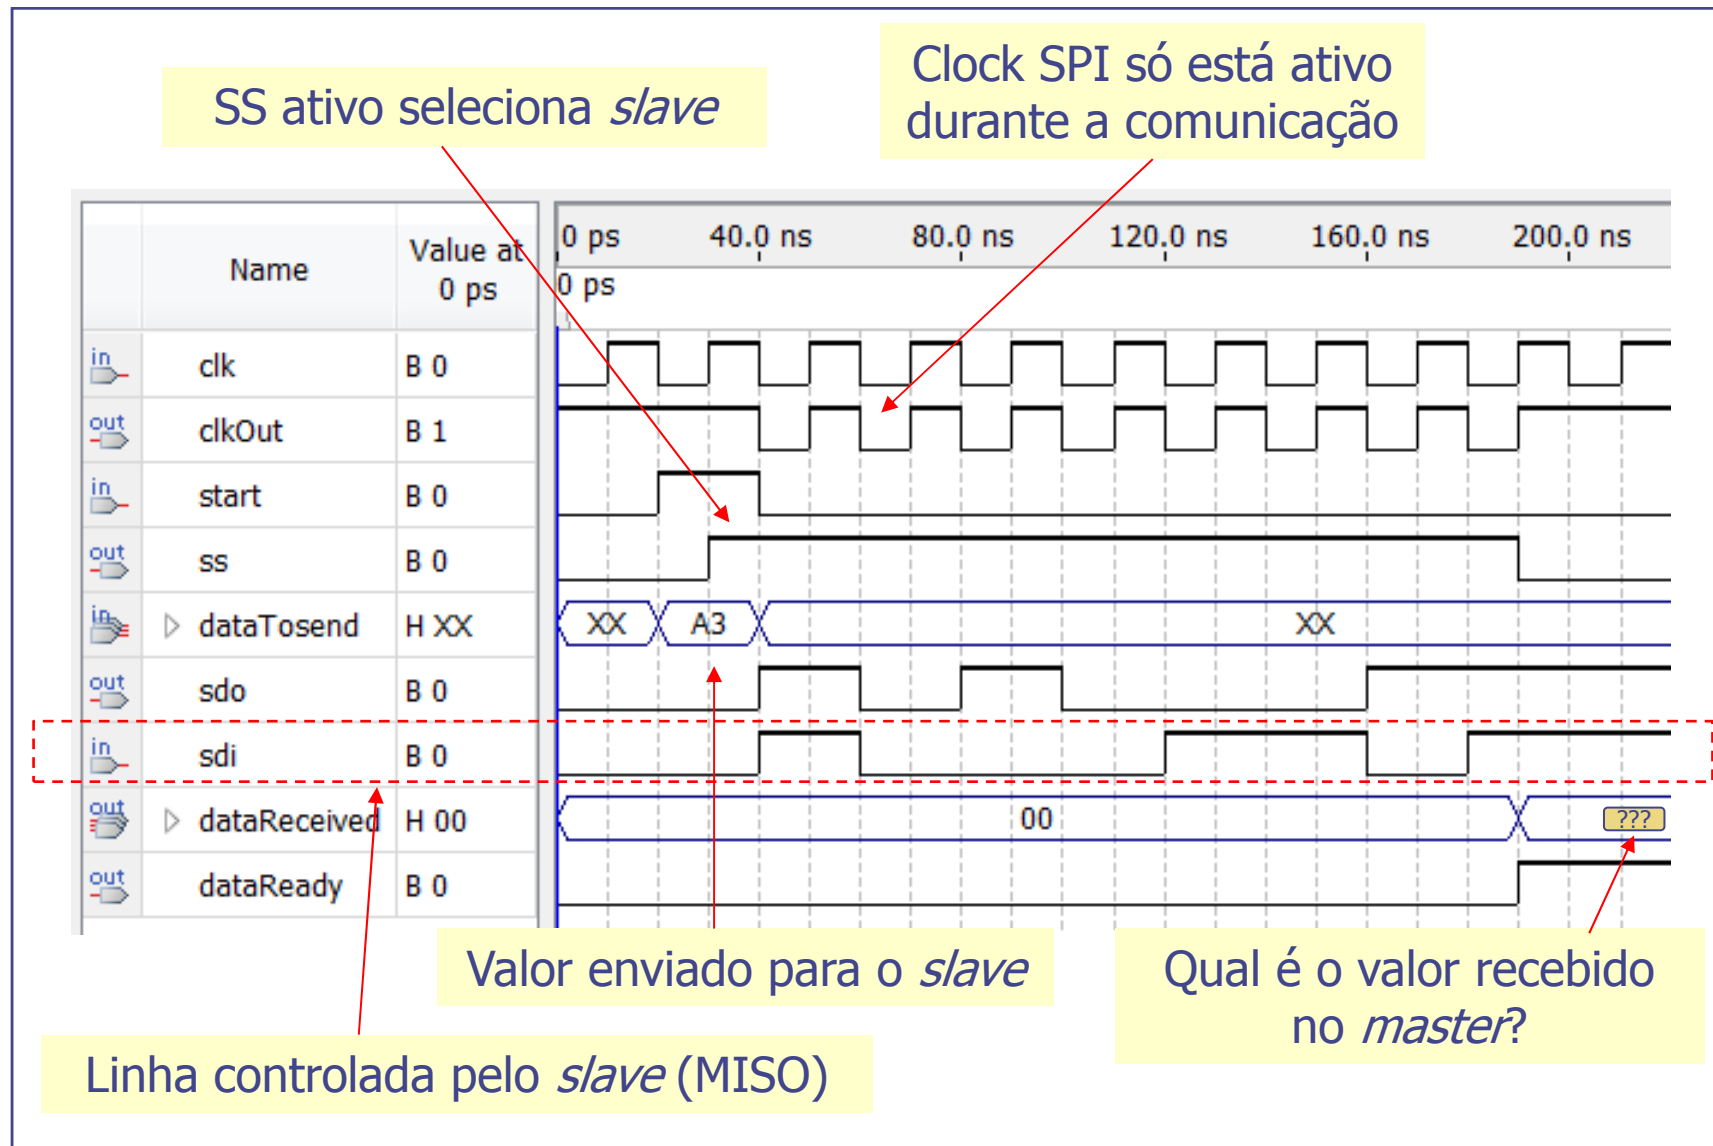 SS ativo seleciona slave
Clock SPI só está ativo
durante a comunicação
Name
Value at
0 ps
0 ps 40.0 ns 80.0 ns 120.0 ns 160.0 ns 200.0 ns
0 ps
in clk B 0
out clkOut B 1
in start B 0
out ss B 0
in dataTosend H XX XX A3 XX
out sdo B 0
in sdi B 0
out dataReceived H 00 00 ???
out dataReady B 0
Valor enviado para o slave
Qual é o valor recebido
no master?
Linha controlada pelo slave (MISO)